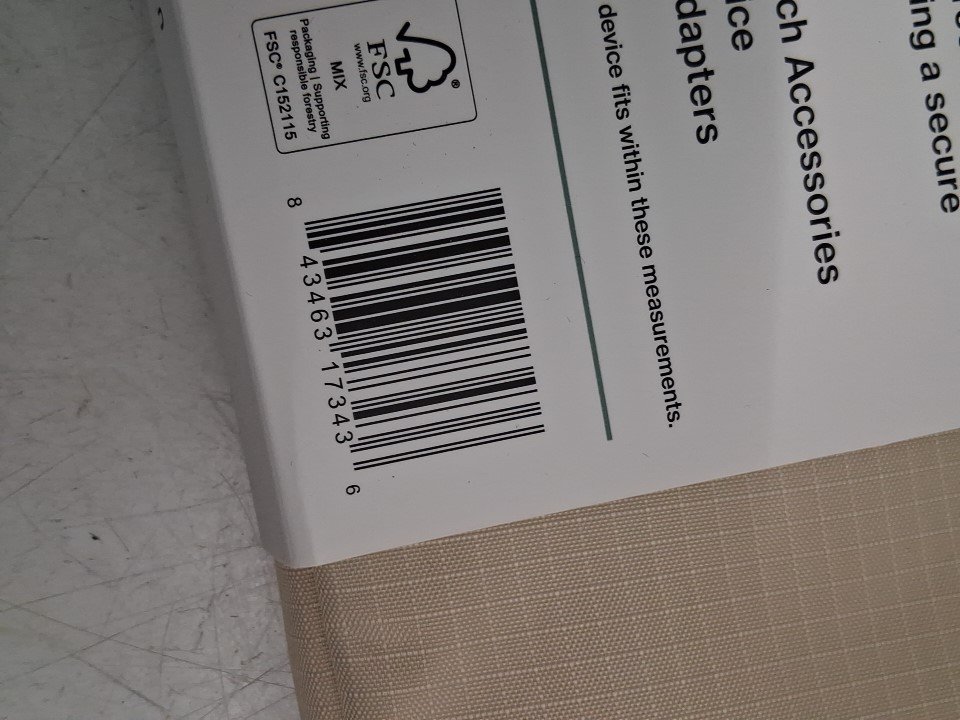 ing a secure
ch Accessories
ice
dapters
device fits within these measurements.
®
FSC
www.fsc.org
MIX
Packaging | Supporting
responsible forestry
FSC® C152115
8 43463 17343 6